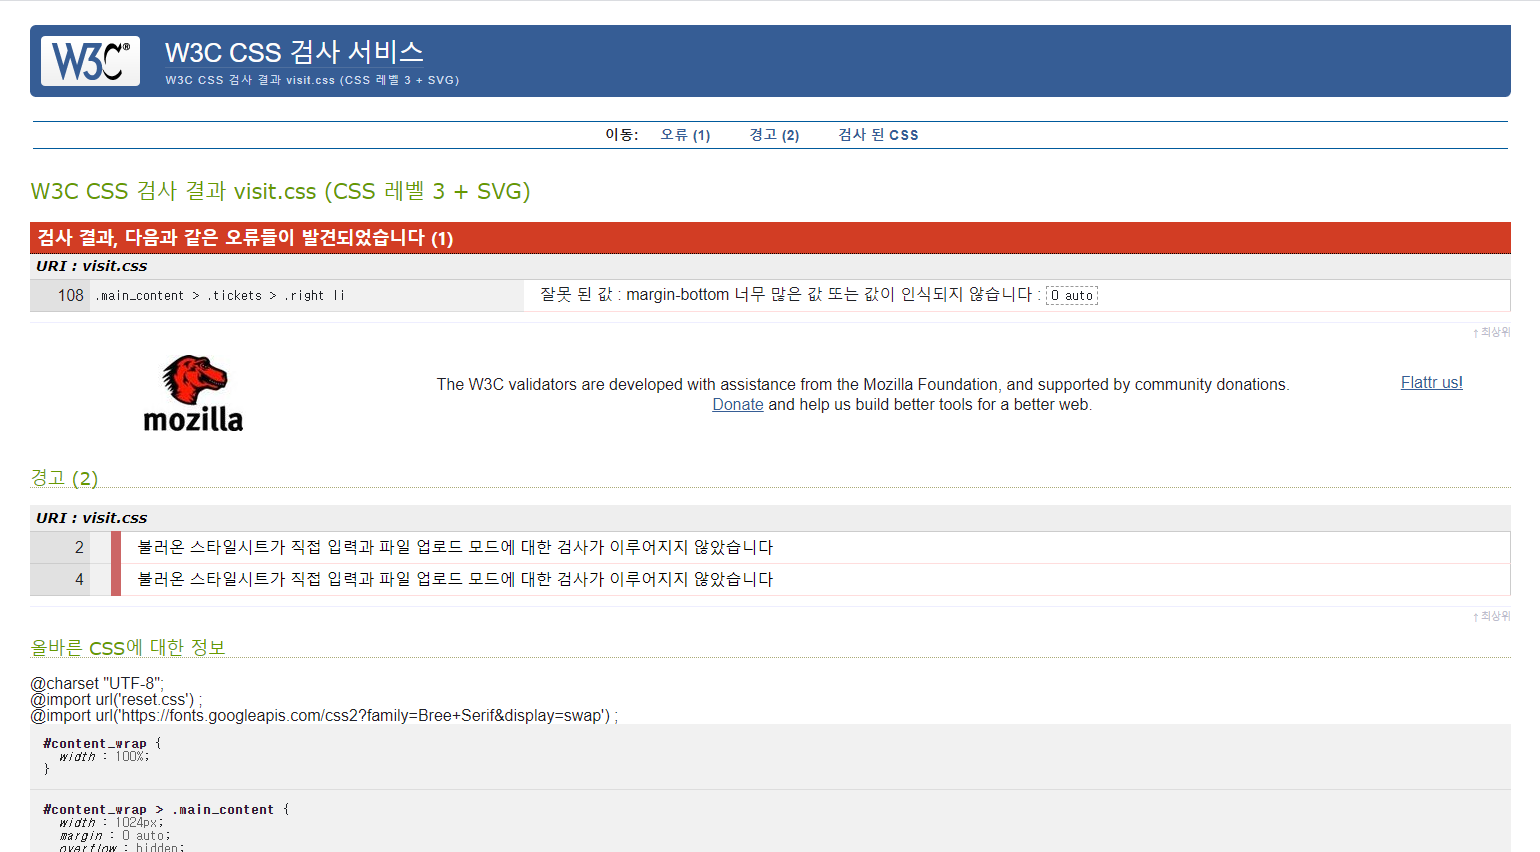 W3C® W3C CSS 검사 서비스
W3C CSS 검사 결과 visit.css (CSS 레벨 3 + SVG)
이동: 오류 (1) 경고 (2) 검사 된 CSS
W3C CSS 검사 결과 visit.css (CSS 레벨 3 + SVG)
검사 결과, 다음과 같은 오류들이 발견되었습니다 (1)
URI : visit.css
108 .main_content > .tickets > .right li 잘못 된 값 : margin-bottom 너무 많은 값 또는 값이 인식되지 않습니다 : 0 auto
↑ 최상위
mozilla
The W3C validators are developed with assistance from the Mozilla Foundation, and supported by community donations.
Donate and help us build better tools for a better web.
Flattr us!
경고 (2)
URI : visit.css
2 불러온 스타일시트가 직접 입력과 파일 업로드 모드에 대한 검사가 이루어지지 않았습니다
4 불러온 스타일시트가 직접 입력과 파일 업로드 모드에 대한 검사가 이루어지지 않았습니다
↑ 최상위
올바른 CSS에 대한 정보
@charset "UTF-8";
@import url('reset.css') ;
@import url('https://fonts.googleapis.com/css2?family=Bree+Serif&display=swap') ;
#content_wrap {
width : 100%;
}
#content_wrap > .main_content {
width : 1024px;
margin : 0 auto;
overflow : hidden;